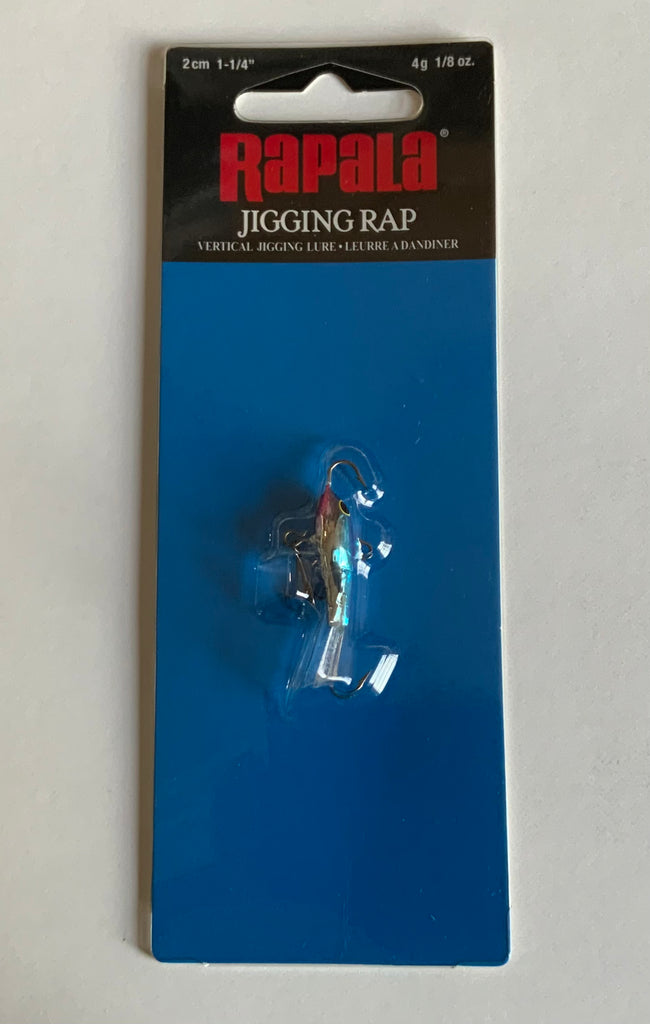 2cm 1-1/4" 4g 1/8 oz.
RAPALA®
JIGGING RAP
VERTICAL JIGGING LURE • LEURRE A DANDINER